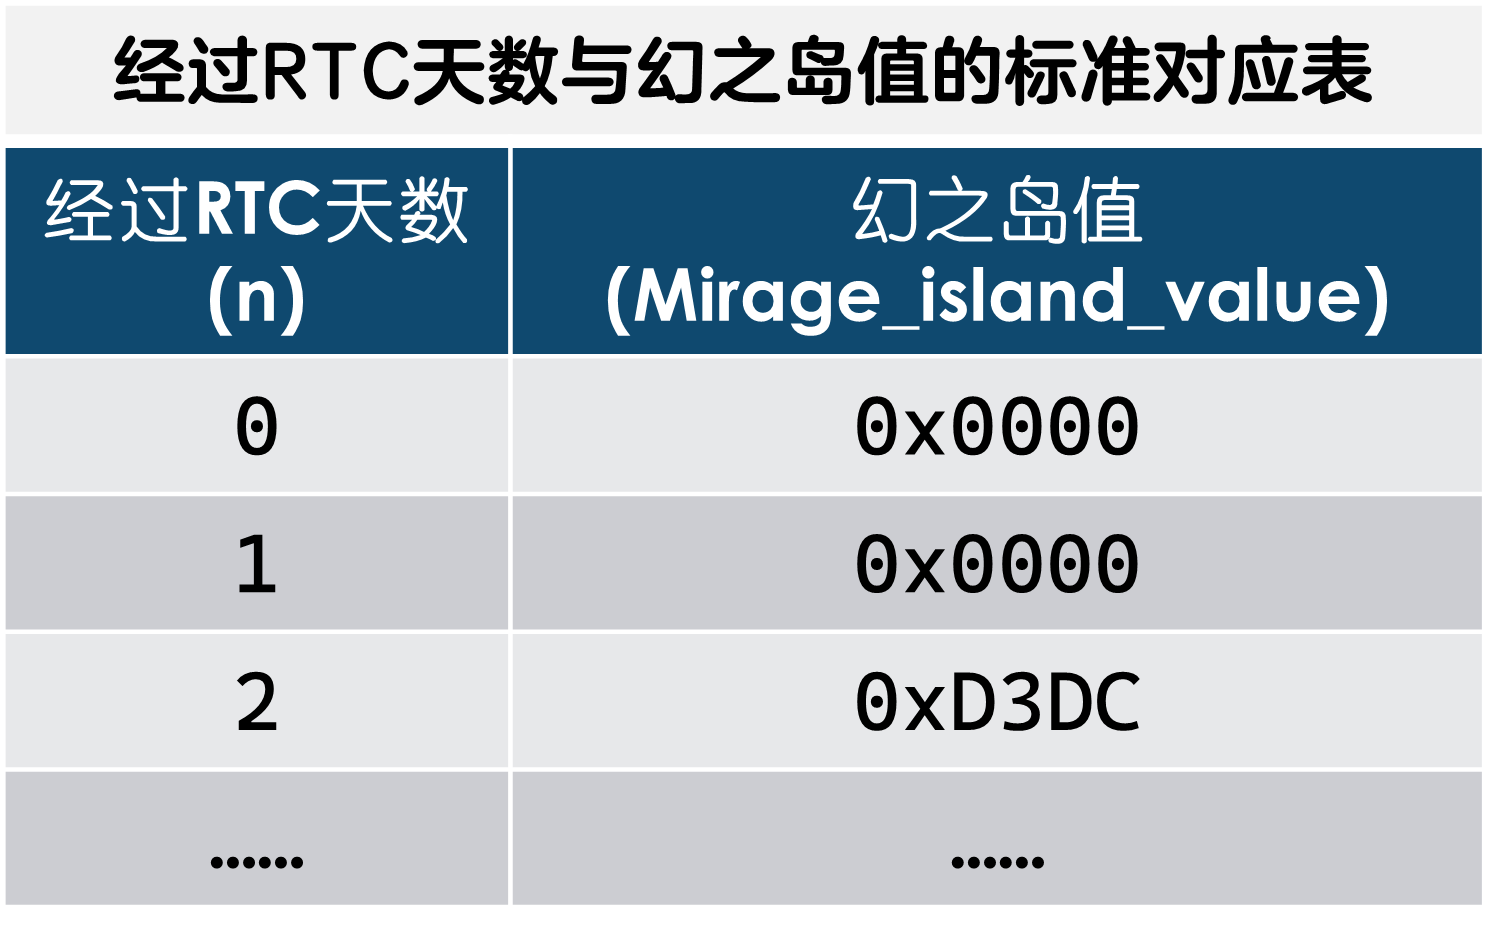 经过RTC天数与幻之岛值的标准对应表
经过RTC天数
(n)
幻之岛值
(Mirage_island_value)
0
0x0000
1
0x0000
2
0xD3DC
……
……